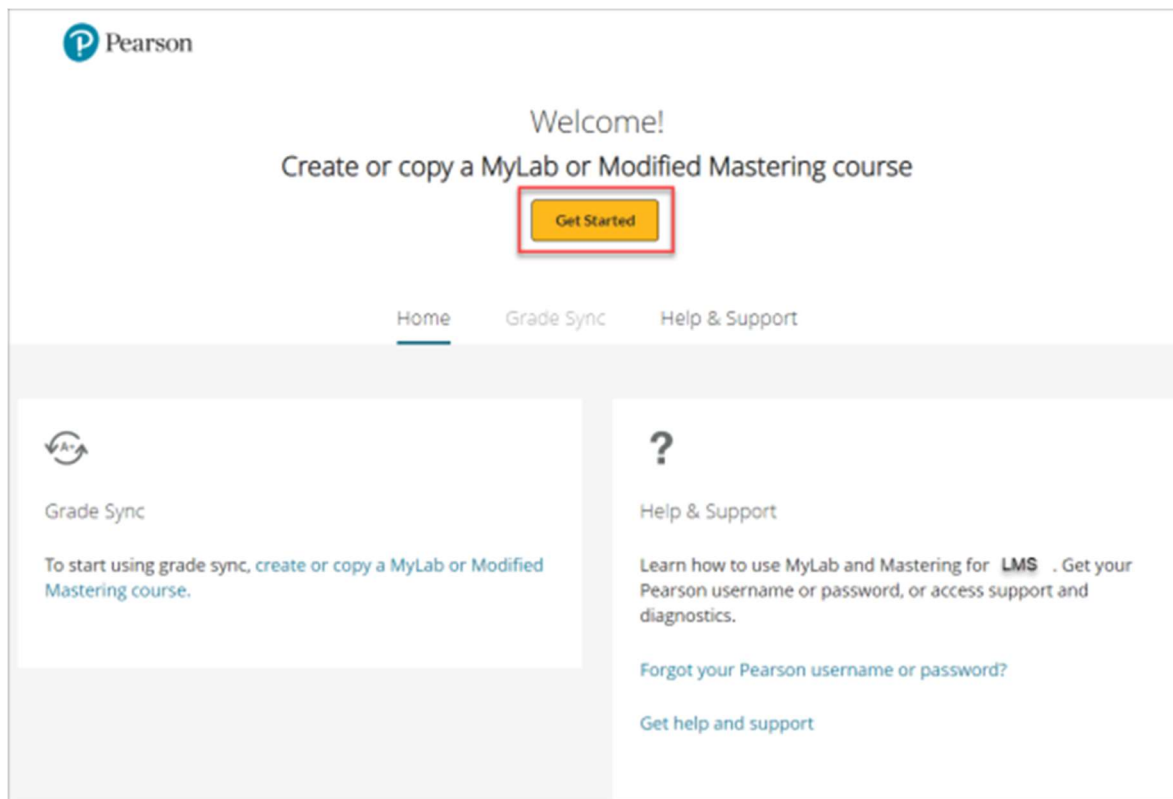 Pearson
Welcome!
Create or copy a MyLab or Modified Mastering course
Get Started
Home Grade Sync Help & Support
A+
Grade Sync
To start using grade sync, create or copy a MyLab or Modified
Mastering course.
?
Help & Support
Learn how to use MyLab and Mastering for LMS . Get your
Pearson username or password, or access support and
diagnostics.
Forgot your Pearson username or password?
Get help and support